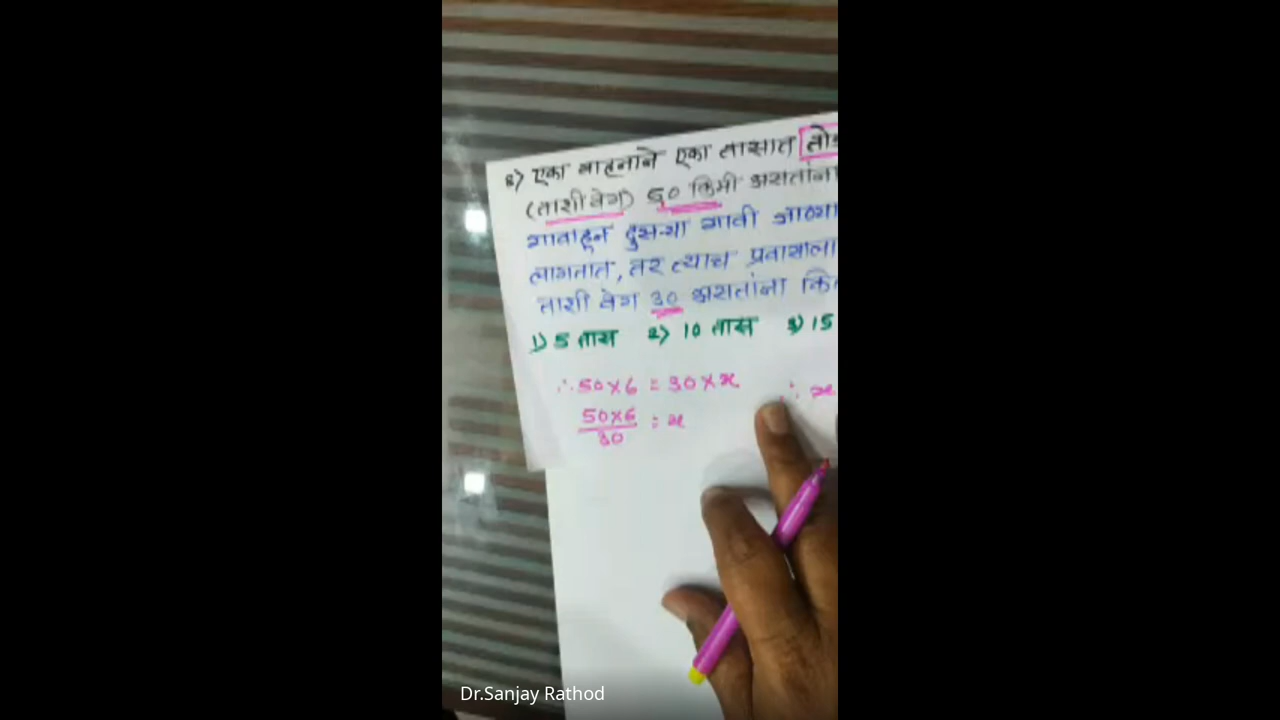 २) एका वाहनाने एका तासात
(ताशी वेग) 50 किमी असतांना
गावाहून दुसऱ्या गावी
लागतात, तर त्याच प्रवासाला
ताशी वेग 30 असतांना
1) 5 तास 2) 10 तास 3) 15
∴ 50 × 6 = 30 × x ∴ x
50×6
30 = x
Dr.Sanjay Rathod